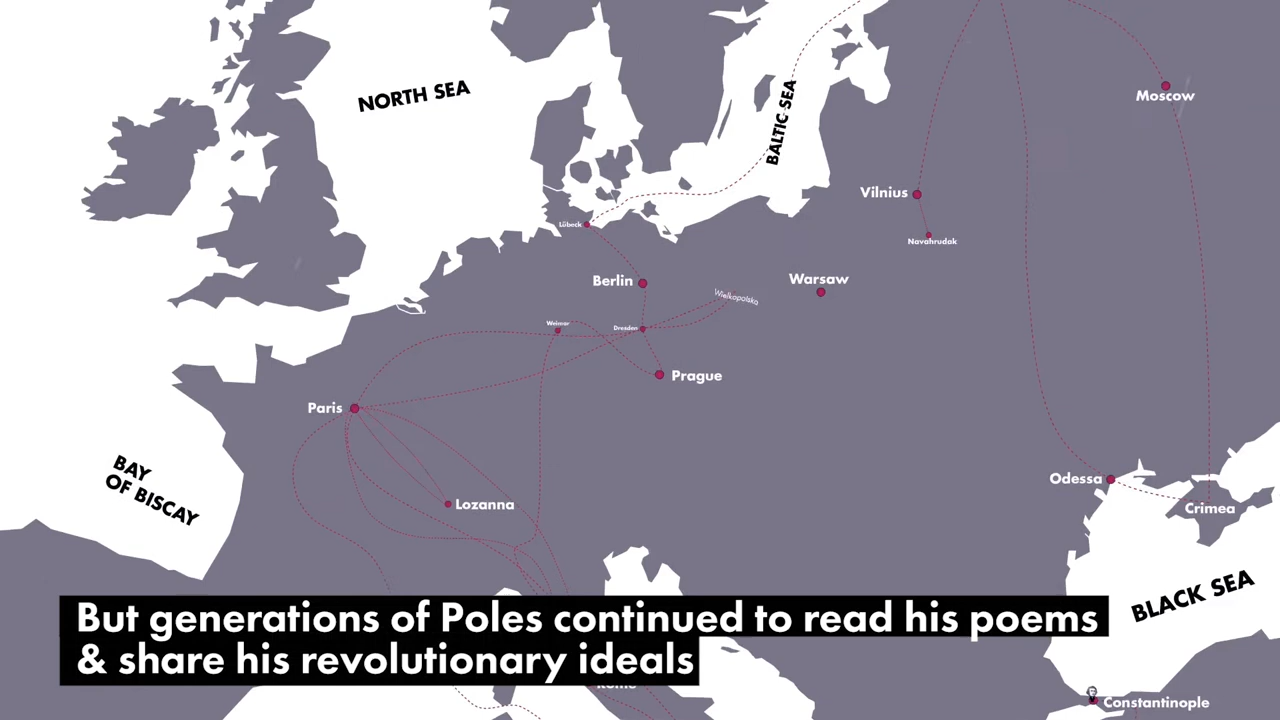 NORTH SEA
BALTIC SEA
Moscow
Vilnius
Lübeck
Navahrudak
Berlin
Warsaw
Wielkopolska
Weimar
Dresden
Prague
Paris
BAY
OF BISCAY
Lozanna
Odessa
Crimea
BLACK SEA
But generations of Poles continued to read his poems
& share his revolutionary ideals
Rome
Constantinople